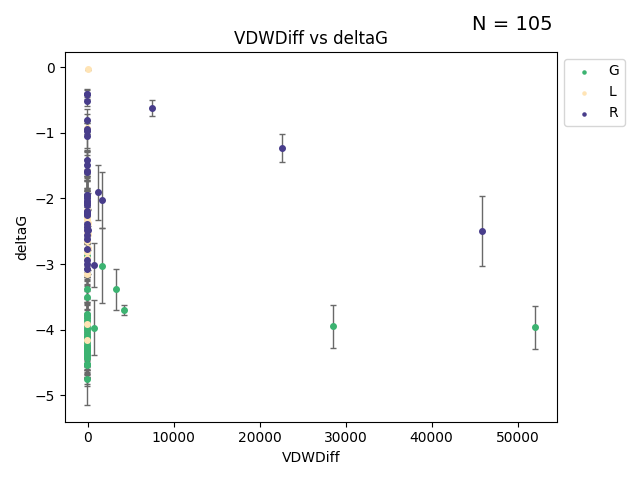 N = 105
VDWDiff vs deltaG
G
L
R
deltaG
0
−1
−2
−3
−4
−5
0 10000 20000 30000 40000 50000
VDWDiff